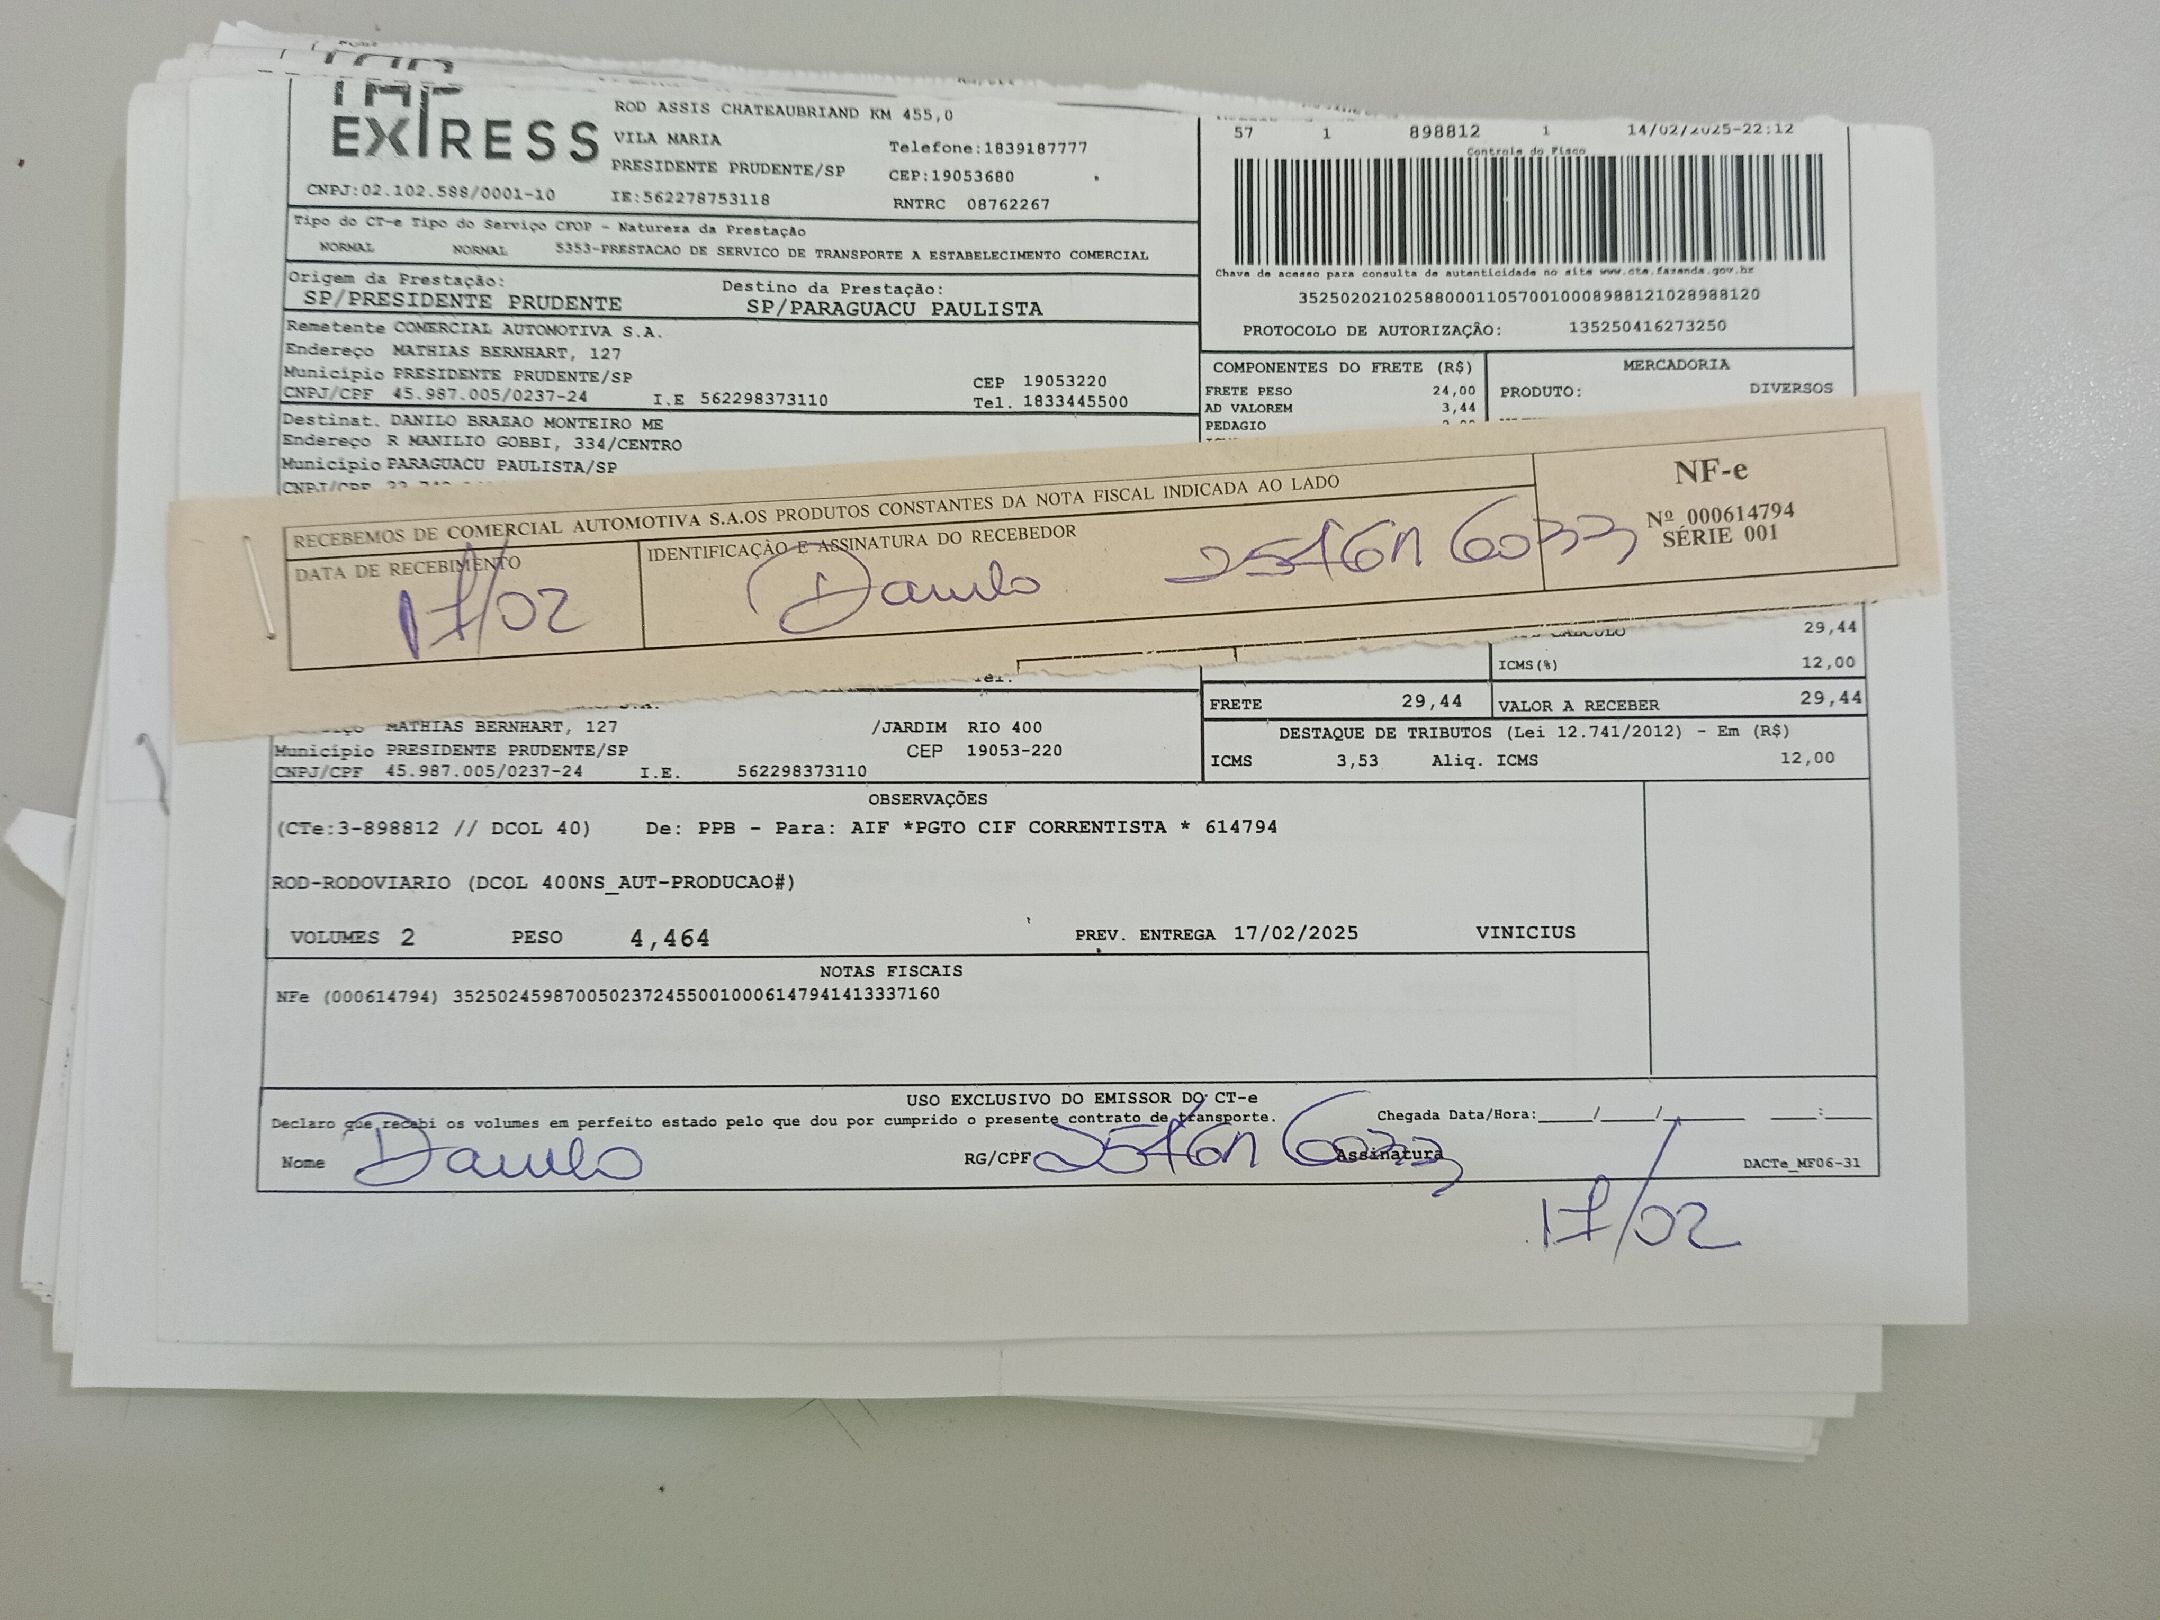 EXPRESS
ROD ASSIS CHATEAUBRIAND KM 455,0
VILA MARIA
Telefone:1839187777
PRESIDENTE PRUDENTE/SP
CEP:19053680
CNPJ:02.102.588/0001-10
IE:562278753118
RNTRC 08762267
57 1 898812 1 14/02/2025-22:12
Controle do Fisco
Chave de acesso para consulta de autenticidade no site www.cte.fazenda.gov.br
35250202102588000110570010008988121028988120
PROTOCOLO DE AUTORIZAÇÃO: 135250416273250
Tipo do CT-e Tipo do Serviço CFOP - Natureza da Prestação
NORMAL NORMAL 5353-PRESTACAO DE SERVICO DE TRANSPORTE A ESTABELECIMENTO COMERCIAL
Origem da Prestação: Destino da Prestação:
SP/PRESIDENTE PRUDENTE SP/PARAGUACU PAULISTA
Remetente COMERCIAL AUTOMOTIVA S.A.
Endereço MATHIAS BERNHART, 127
Município PRESIDENTE PRUDENTE/SP CEP 19053220
CNPJ/CPF 45.987.005/0237-24 I.E 562298373110 Tel. 1833445500
Destinat. DANILO BRAZAO MONTEIRO ME
Endereço R MANILIO GOBBI, 334/CENTRO
Município PARAGUACU PAULISTA/SP
CNPJ/CPF
COMPONENTES DO FRETE (R$) MERCADORIA
FRETE PESO 24,00 PRODUTO: DIVERSOS
AD VALOREM 3,44
PEDAGIO
RECEBEMOS DE COMERCIAL AUTOMOTIVA S.A.OS PRODUTOS CONSTANTES DA NOTA FISCAL INDICADA AO LADO
DATA DE RECEBIMENTO
17/02
IDENTIFICAÇÃO E ASSINATURA DO RECEBEDOR
Danilo
NF-e
Nº 000614794
SÉRIE 001
CALCULO 29,44
ICMS(%) 12,00
FRETE 29,44 VALOR A RECEBER 29,44
DESTAQUE DE TRIBUTOS (Lei 12.741/2012) - Em (R$)
ICMS 3,53 Aliq. ICMS 12,00
MATHIAS BERNHART, 127 /JARDIM RIO 400
Município PRESIDENTE PRUDENTE/SP CEP 19053-220
CNPJ/CPF 45.987.005/0237-24 I.E. 562298373110
OBSERVAÇÕES
(CTe:3-898812 // DCOL 40) De: PPB - Para: AIF *PGTO CIF CORRENTISTA * 614794
ROD-RODOVIARIO (DCOL 400NS_AUT-PRODUCAO#)
VOLUMES 2 PESO 4,464 PREV. ENTREGA 17/02/2025 VINICIUS
NOTAS FISCAIS
NFe (000614794) 35250245987005023724550010006147941413337160
USO EXCLUSIVO DO EMISSOR DO CT-e
Declaro que recebi os volumes em perfeito estado pelo que dou por cumprido o presente contrato de transporte. Chegada Data/Hora:_____/_____/_______ ____:____
Nome Danilo RG/CPF Assinatura DACTe_MF06-31
17/02